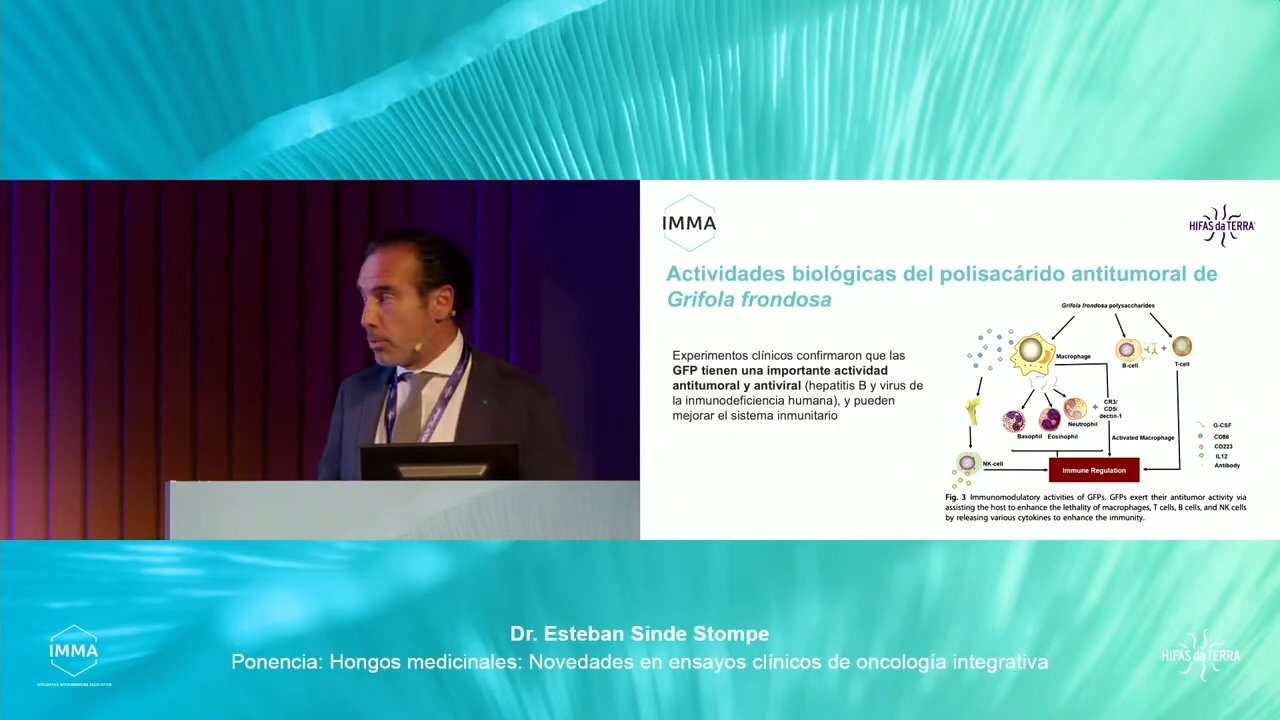 IMMA
HIFAS da TERRA
Actividades biológicas del polisacárido antitumoral de
Grifola frondosa
Experimentos clínicos confirmaron que las
GFP tienen una importante actividad
antitumoral y antiviral (hepatitis B y virus de
la inmunodeficiencia humana), y pueden
mejorar el sistema inmunitario
Grifola frondosa polysaccharides
Macrophage
B-cell
+
T-cell
Basophil
Eosinophil
Neutrophil
+
CR3/
CD5/
dectin-1
Activated Macrophage
NK-cell
Immune Regulation
G-CSF
CD86
CD223
IL12
Antibody
Fig. 3 Immunomodulatory activities of GFPs. GFPs exert their antitumor activity via
assisting the host to enhance the lethality of macrophages, T cells, B cells, and NK cells
by releasing various cytokines to enhance the immunity.
Dr. Esteban Sinde Stompe
Ponencia: Hongos medicinales: Novedades en ensayos clínicos de oncología integrativa
IMMA
INTEGRATIVE MYCO-MEDICINE ASSOCIATION
HIFAS da TERRA